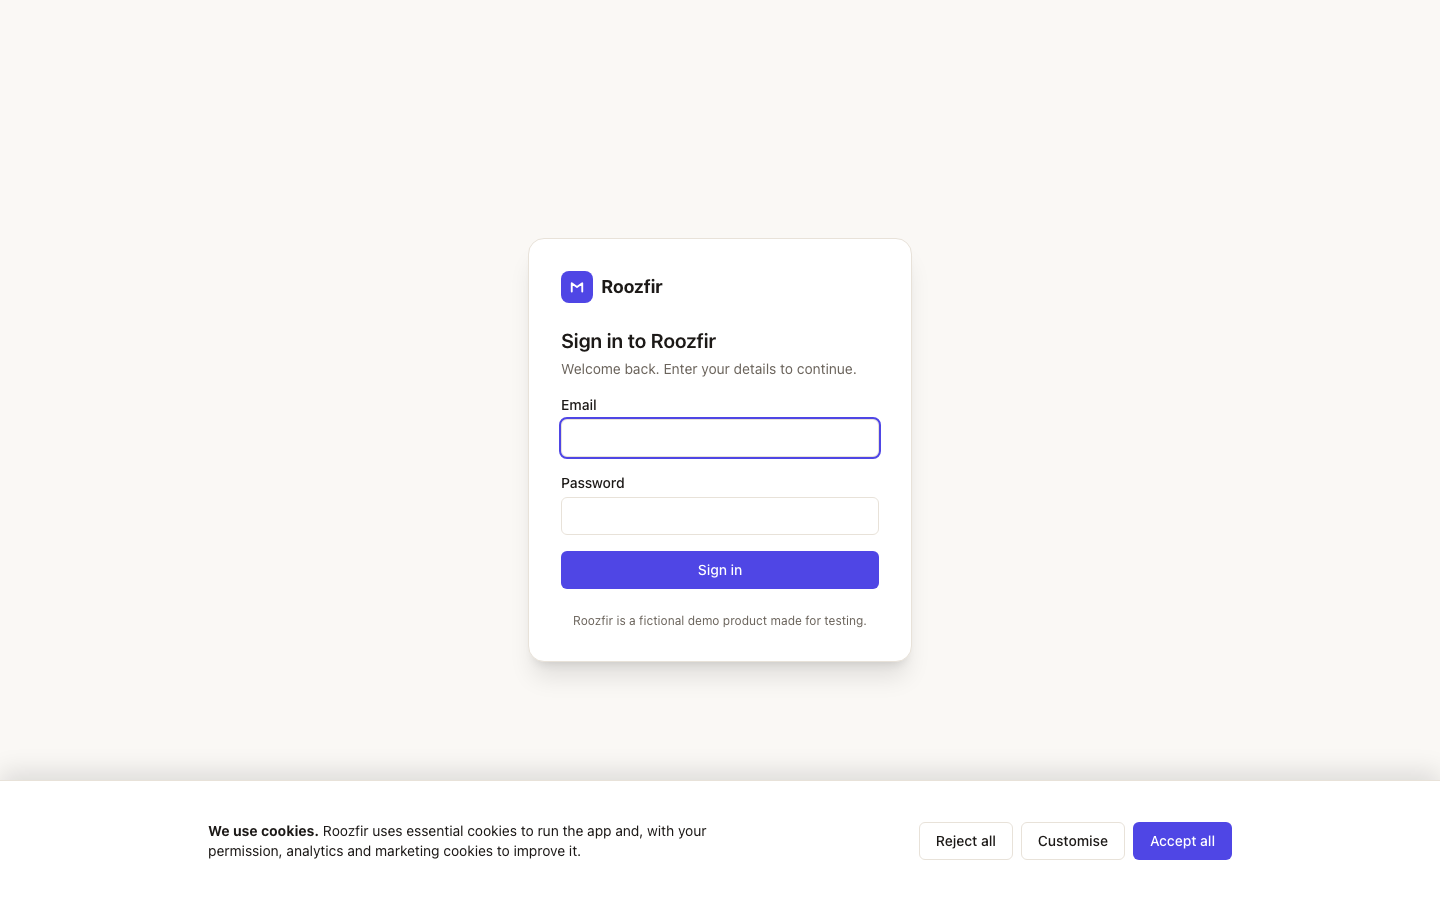 Roozfir
Sign in to Roozfir
Welcome back. Enter your details to continue.
Email
Password
Sign in
Roozfir is a fictional demo product made for testing.
We use cookies. Roozfir uses essential cookies to run the app and, with your
permission, analytics and marketing cookies to improve it.
Reject all
Customise
Accept all